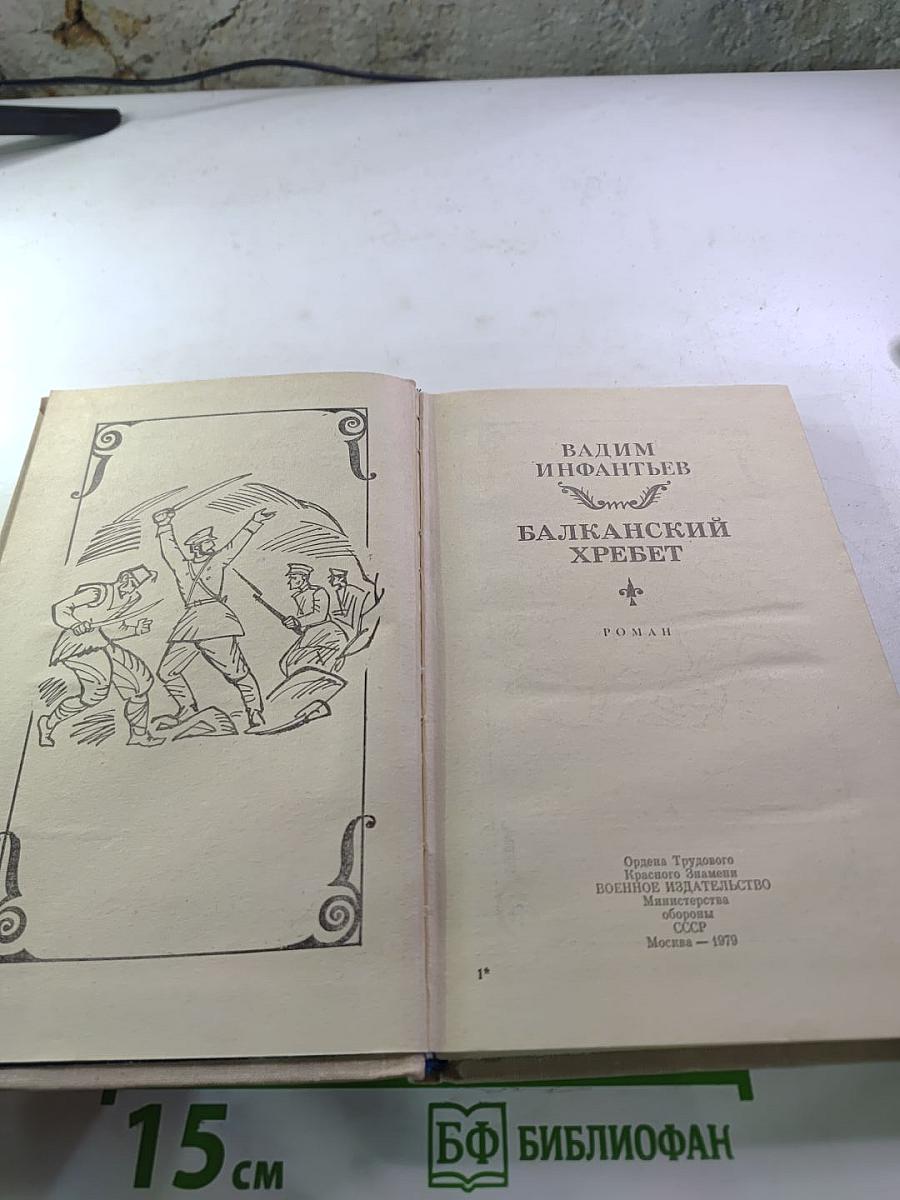 ВАДИМ
ИНФАНТЬЕВ
БАЛКАНСКИЙ
ХРЕБЕТ
РОМАН
Ордена Трудового
Красного Знамени
ВОЕННОЕ ИЗДАТЕЛЬСТВО
Министерства
обороны
СССР
Москва — 1979
1*
15 см
БФ БИБЛИОФАН